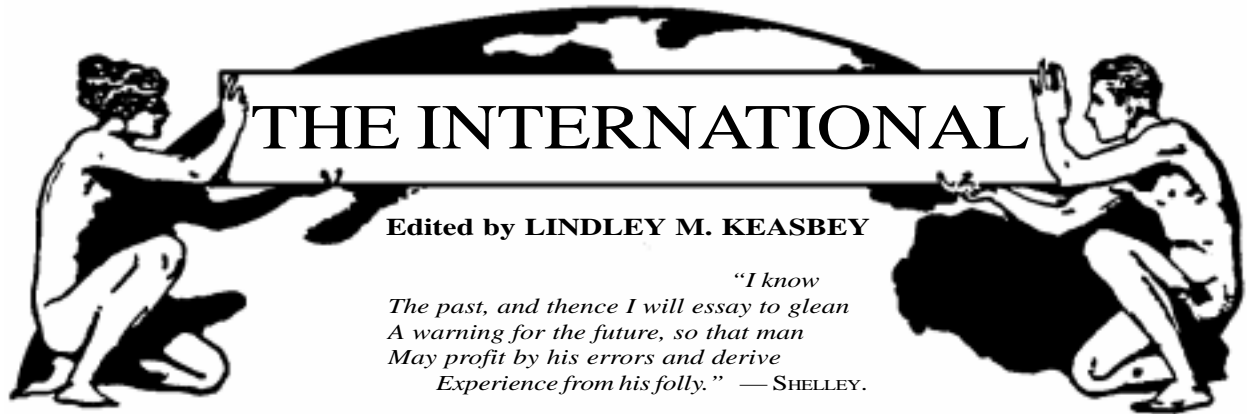 THE INTERNATIONAL
Edited by LINDLEY M. KEASBEY
“I know
The past, and thence I will essay to glean
A warning for the future, so that man
May profit by his errors and derive
Experience from his folly.” — SHELLEY.